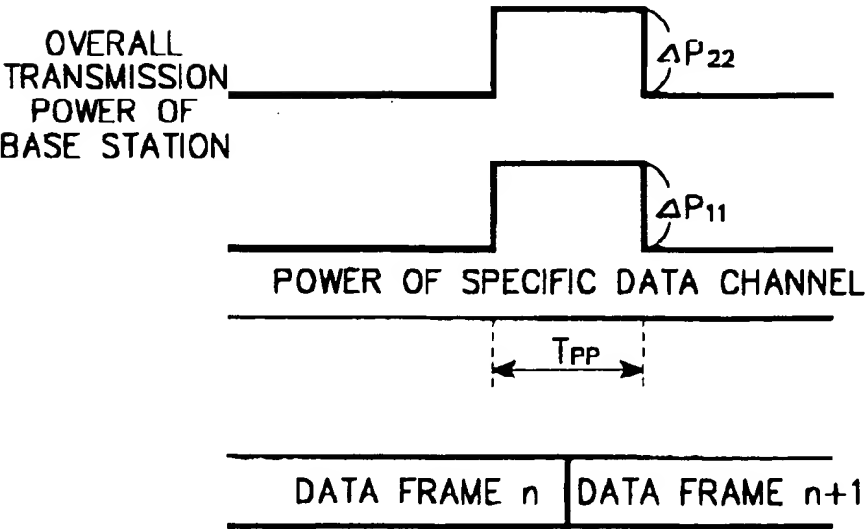 OVERALL
TRANSMISSION
POWER OF
BASE STATION
ΔP22
ΔP11
POWER OF SPECIFIC DATA CHANNEL
TPP
DATA FRAME n
DATA FRAME n+1